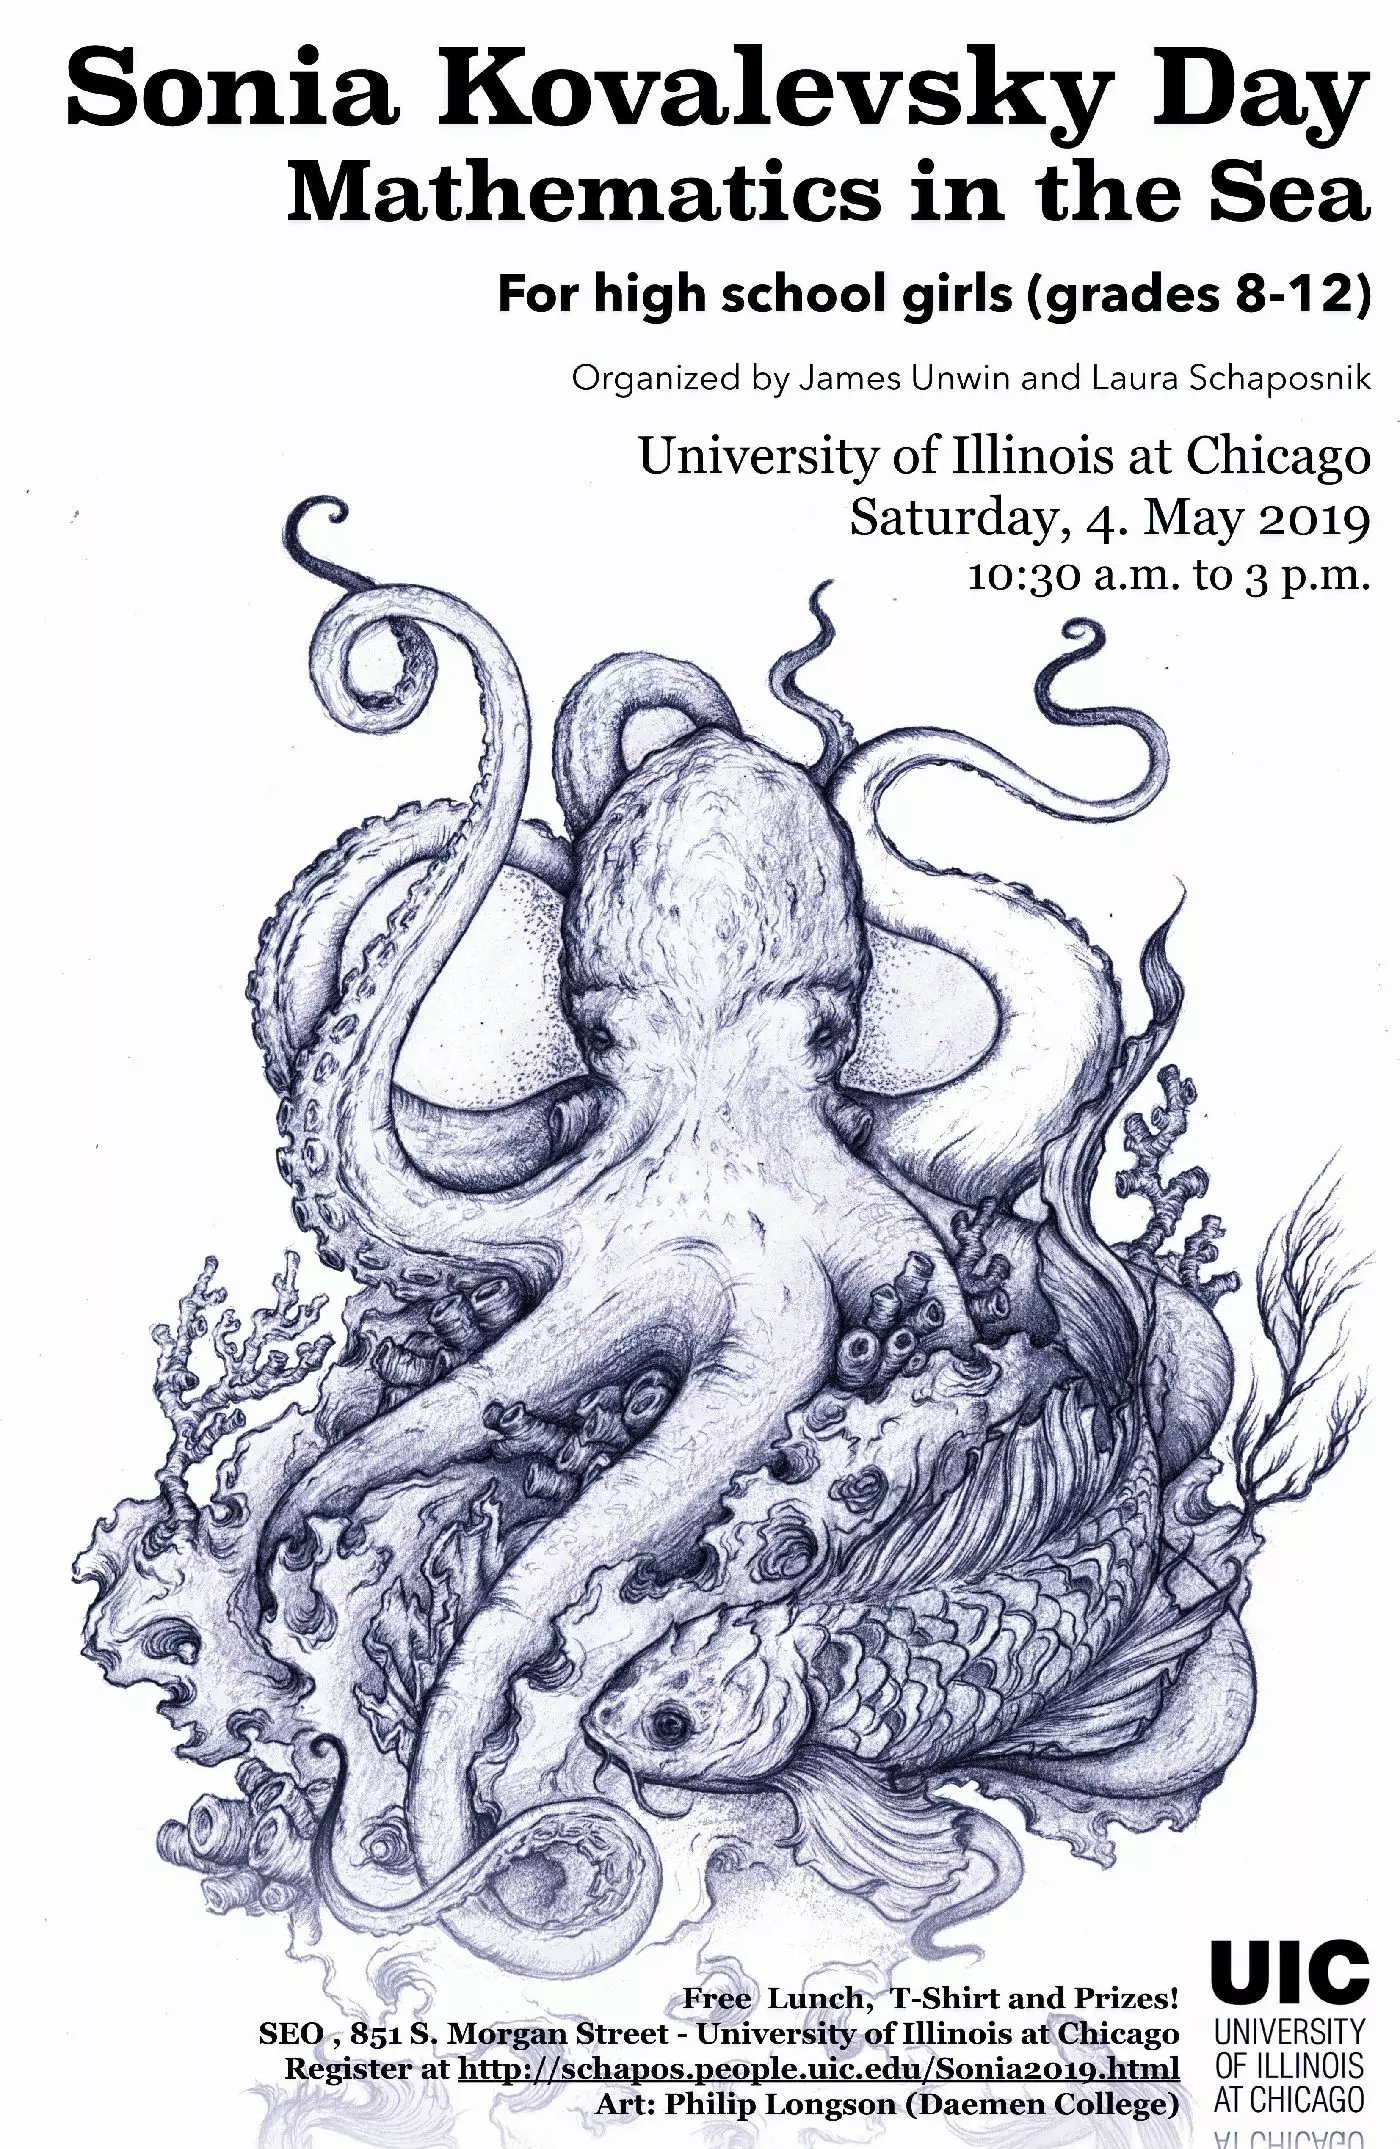 Sonia Kovalevsky Day
Mathematics in the Sea
For high school girls (grades 8-12)
Organized by James Unwin and Laura Schaposnik
University of Illinois at Chicago
Saturday, 4. May 2019
10:30 a.m. to 3 p.m.
Free Lunch, T-Shirt and Prizes!
SEO , 851 S. Morgan Street - University of Illinois at Chicago
Register at http://schapos.people.uic.edu/Sonia2019.html
Art: Philip Longson (Daemen College)
UIC
UNIVERSITY
OF ILLINOIS
AT CHICAGO